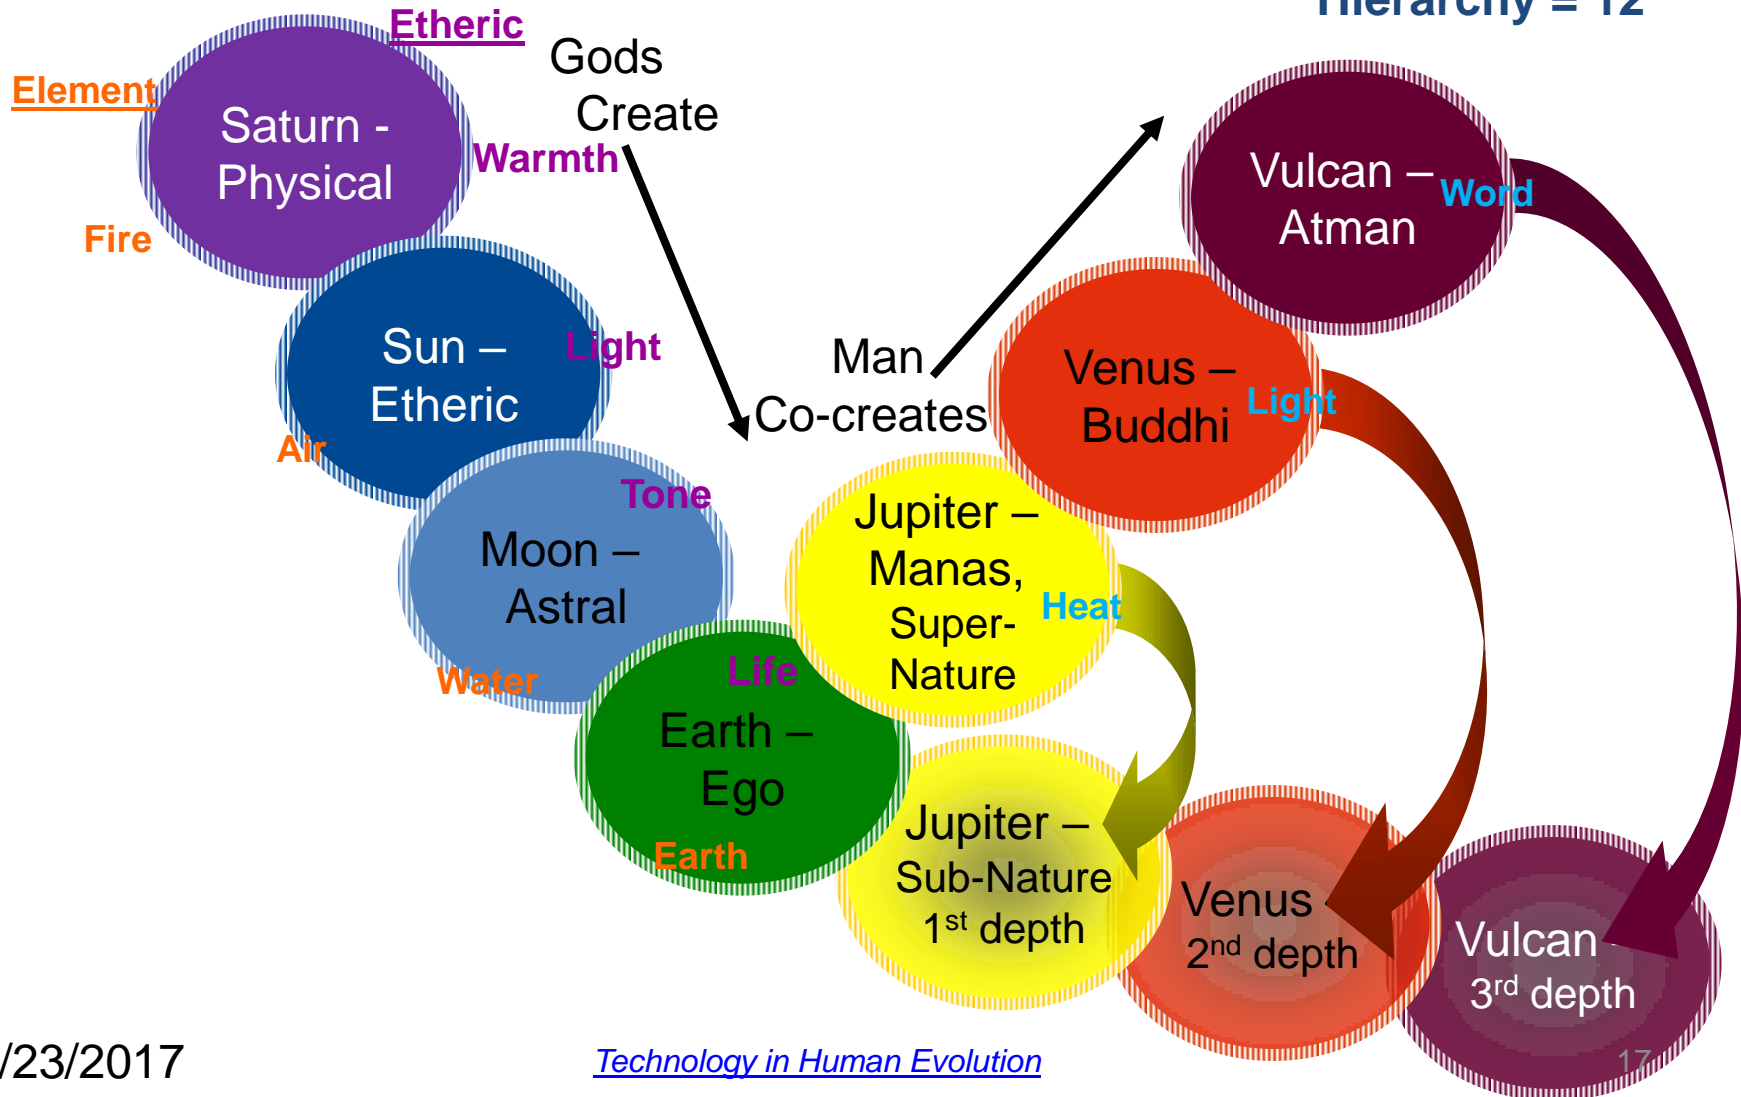 Hierarchy = 12
Etheric
Element
Gods
Create
Saturn -
Physical
Warmth
Fire
Sun –
Etheric
Light
Air
Moon –
Astral
Tone
Water
Life
Earth –
Ego
Earth
Man
Co-creates
Jupiter –
Manas,
Super-
Nature
Heat
Venus –
Buddhi
Light
Vulcan –
Atman
Word
Jupiter –
Sub-Nature
1st depth
Venus -
2nd depth
Vulcan -
3rd depth
/23/2017
Technology in Human Evolution
17